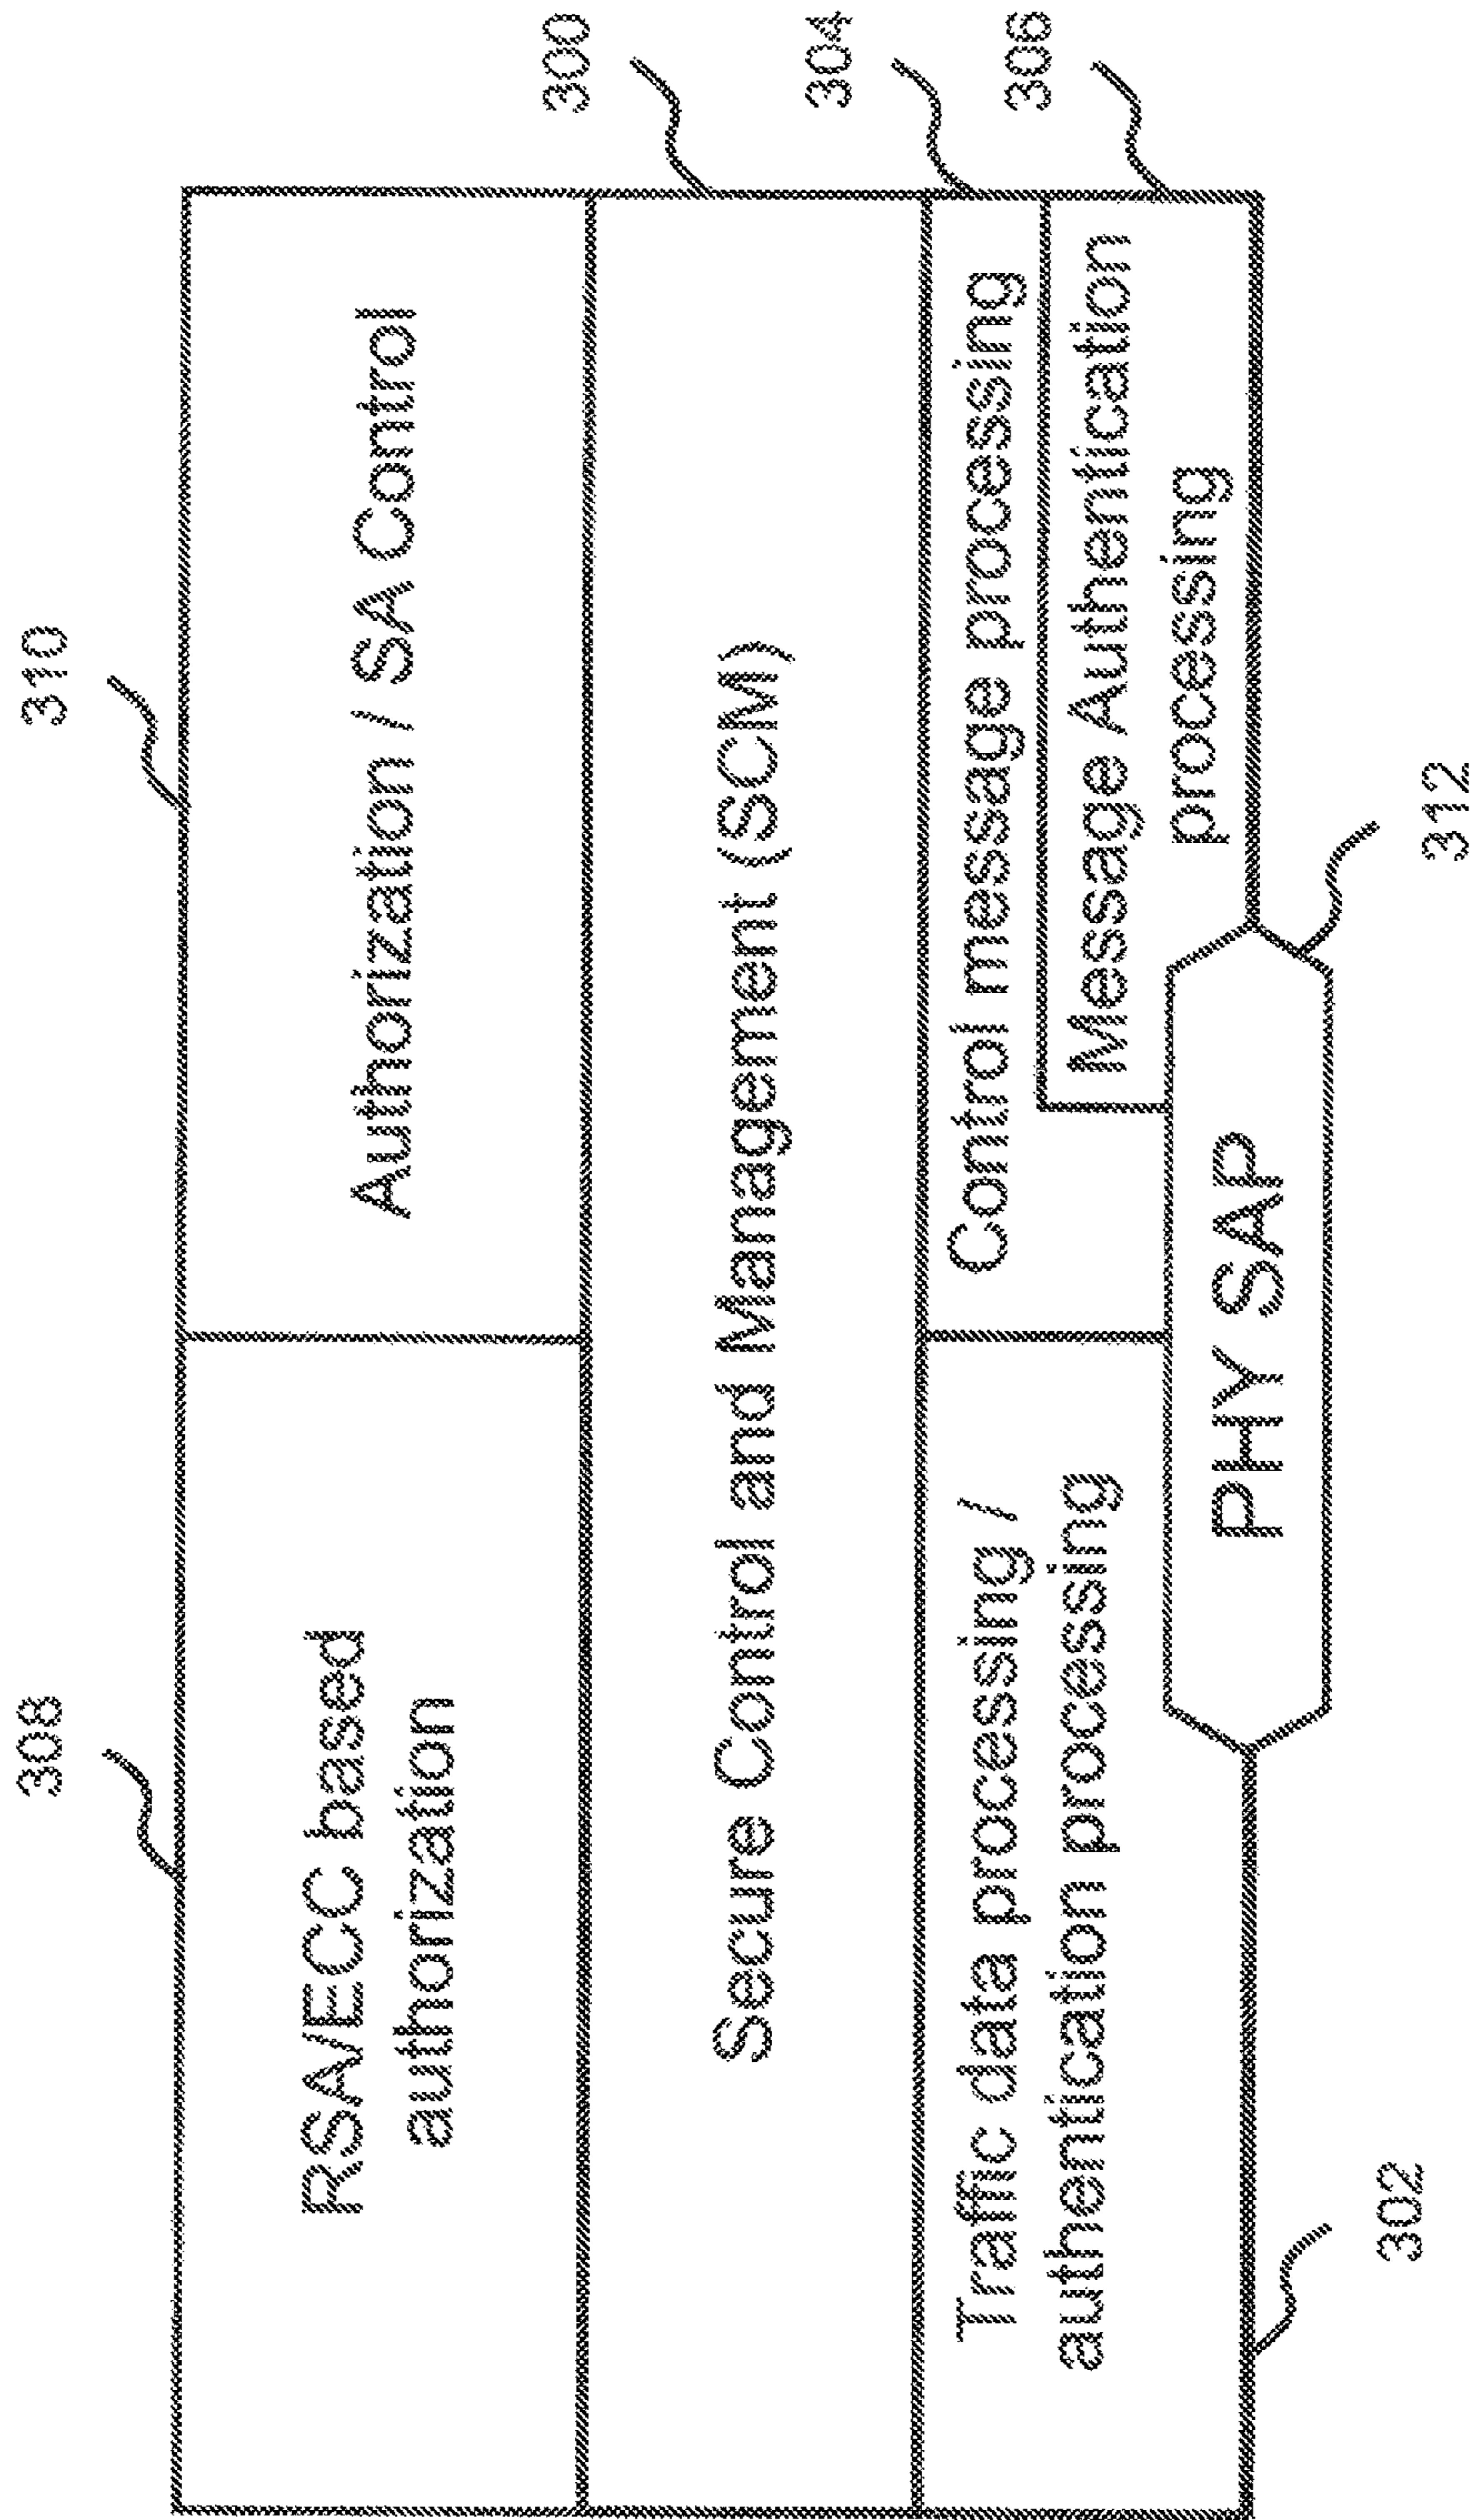 308
310
RSA/ECC based
authorization
Authorization / SA Control
300
Secure Control and Management (SCM)
304
Traffic data processing /
authentication processing
Control message processing
306
Message Authentication
processing
PHY SAP
302
312